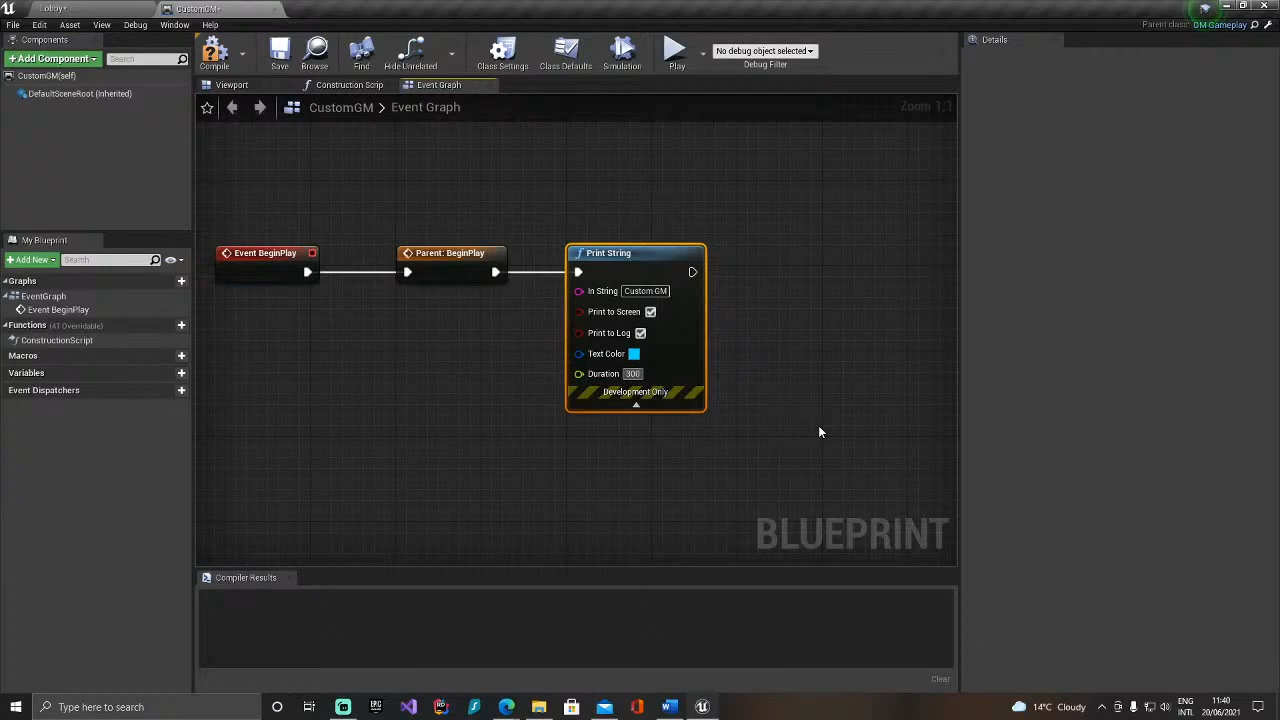 Lobby*
CustomGM*
File Edit Asset View Debug Window Help
Parent class: GM Gameplay
Components
+Add Component Search
CustomGM(self)
DefaultSceneRoot (Inherited)
Compile Save Browse Find Hide Unrelated Class Settings Class Defaults Simulation Play
No debug object selected
Debug Filter
Details
Viewport Construction Scrip Event Graph
CustomGM > Event Graph
Zoom 1:1
My Blueprint
+Add New Search
Graphs
EventGraph
Event BeginPlay
Functions (41 Overridable)
ConstructionScript
Macros
Variables
Event Dispatchers
Event BeginPlay
Parent: BeginPlay
Print String
In String Custom GM
Print to Screen
Print to Log
Text Color
Duration 300
Development Only
BLUEPRINT
Compiler Results
Clear
Type here to search
14°C Cloudy
ENG
INTL
11:40
20/06/2021